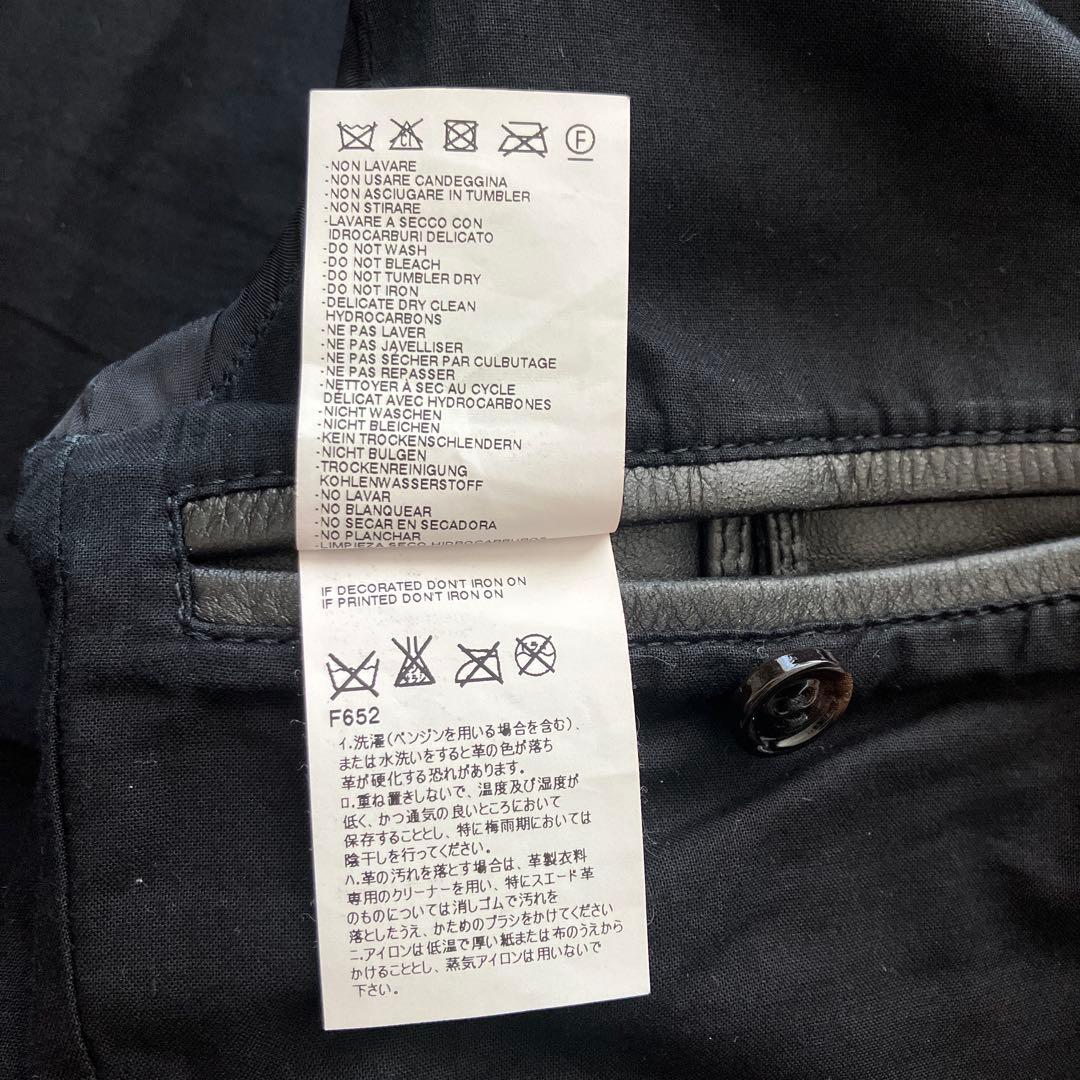 CL
F
-NON LAVARE
-NON USARE CANDEGGINA
-NON ASCIUGARE IN TUMBLER
-NON STIRARE
-LAVARE A SECCO CON
IDROCARBURI DELICATO
-DO NOT WASH
-DO NOT BLEACH
-DO NOT TUMBLER DRY
-DO NOT IRON
-DELICATE DRY CLEAN
HYDROCARBONS
-NE PAS LAVER
-NE PAS JAVELLISER
-NE PAS SÉCHER PAR CULBUTAGE
-NE PAS REPASSER
-NETTOYER À SEC AU CYCLE
DÉLICAT AVEC HYDROCARBONES
-NICHT WASCHEN
-NICHT BLEICHEN
-KEIN TROCKENSCHLENDERN
-NICHT BULGEN
-TROCKENREINIGUNG
KOHLENWASSERSTOFF
-NO LAVAR
-NO BLANQUEAR
-NO SECAR EN SECADORA
-NO PLANCHAR
-LIMPIEZA SECO HIDROCARBUROS
IF DECORATED DON'T IRON ON
IF PRINTED DON'T IRON ON
F652
イ.洗濯(ペンジンを用いる場合を含む)、
または水洗いをすると革の色が落ち
革が硬化する恐れがあります。
ロ.重ね置きしないで、温度及び湿度が
低く、かつ通気の良いところにおいて
保存することとし、特に梅雨期においては
陰干しを行ってください。
ハ.革の汚れを落とす場合は、革製衣料
専用のクリーナーを用い、特にスエード革
のものについては消しゴムで汚れを
落としたうえ、かためのブラシをかけてください
ニ.アイロンは低温で厚い紙または布のうえから
かけることとし、蒸気アイロンは用いないで
下さい。